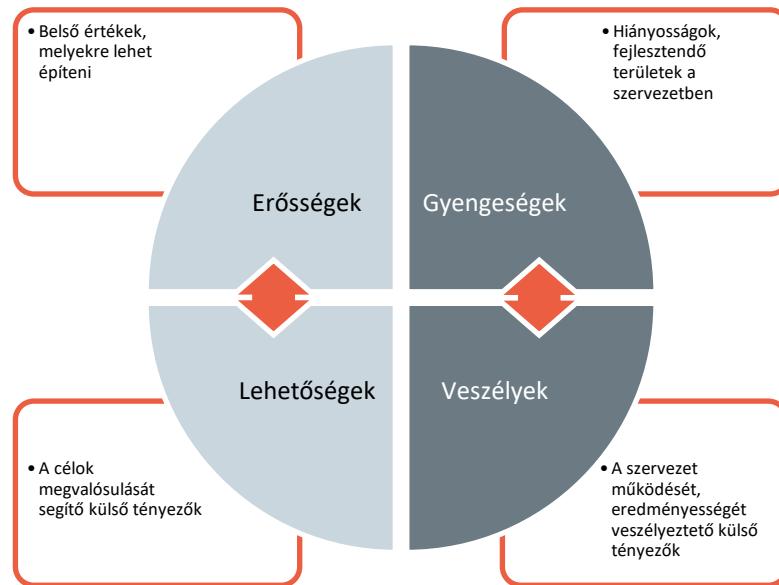 • Belső értékek,
melyekre lehet
építeni
• Hiányosságok,
fejlesztendő
területek a
szervezetben
Erősségek
Gyengeségek
Lehetőségek
Veszélyek
• A célok
megvalósulását
segítő külső tényezők
• A szervezet
működését,
eredményességét
veszélyeztető külső
tényezők